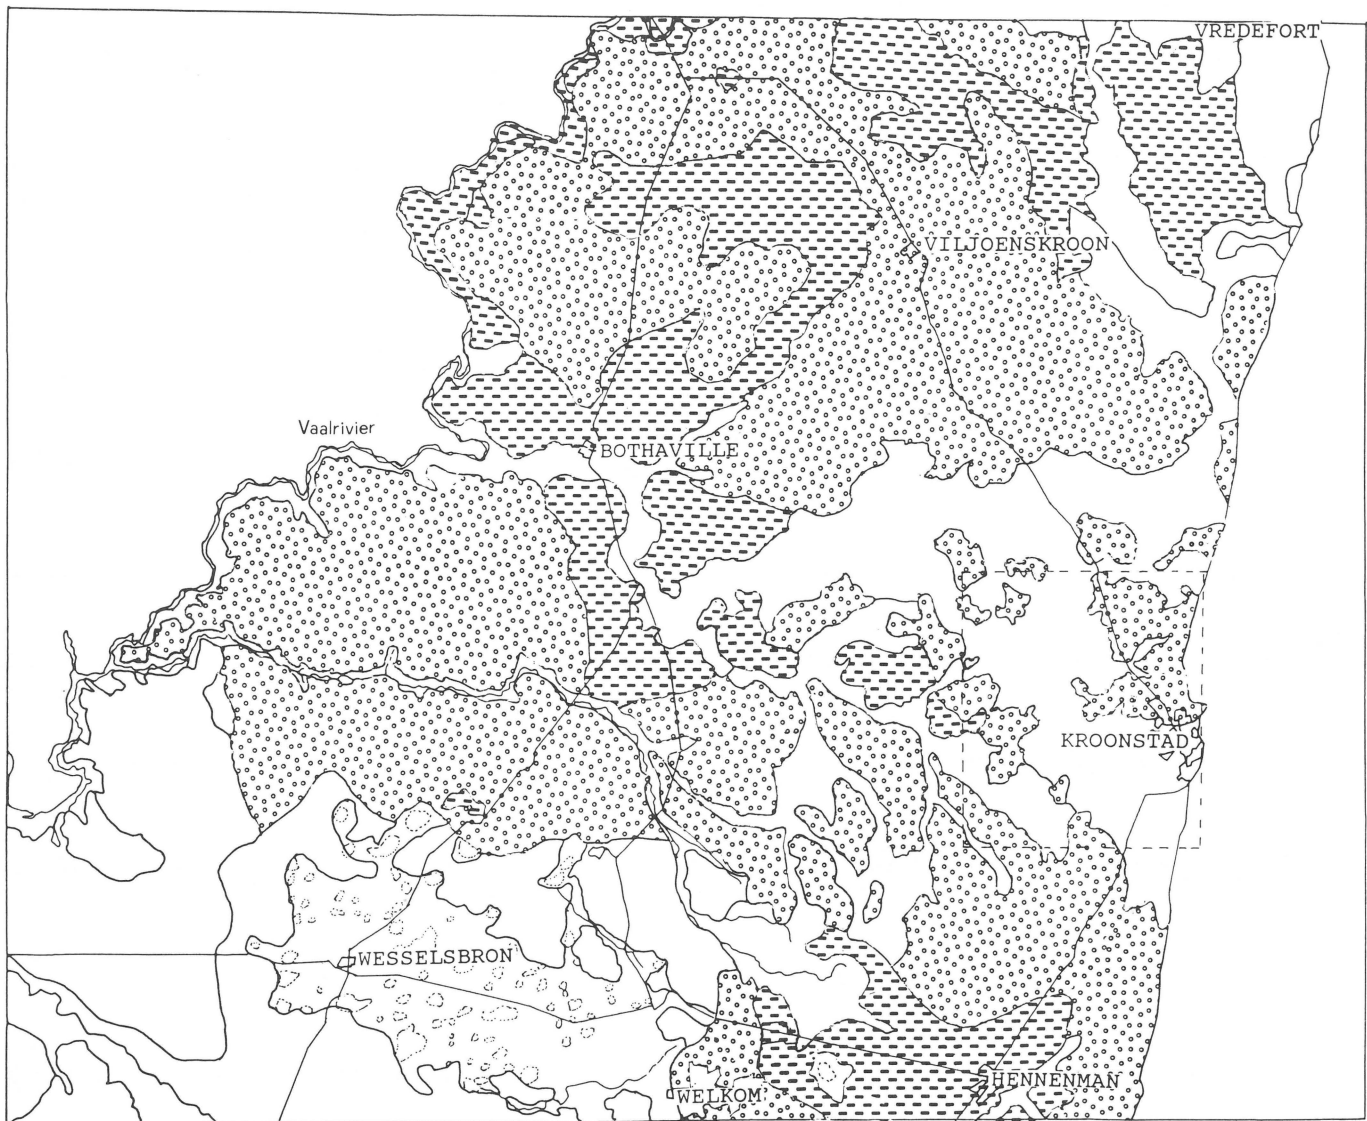 VREDEFORT
VILJOENSKROON
Vaalrivier
BOTHAVILLE
KROONSTAD
WESSELSBRON
HENNENMAN
WELKOM